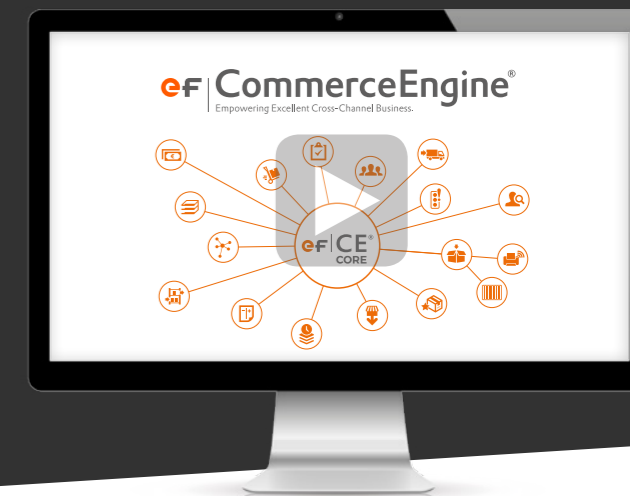 eF CommerceEngine®
Empowering Excellent Cross-Channel Business.
eF CE®
CORE